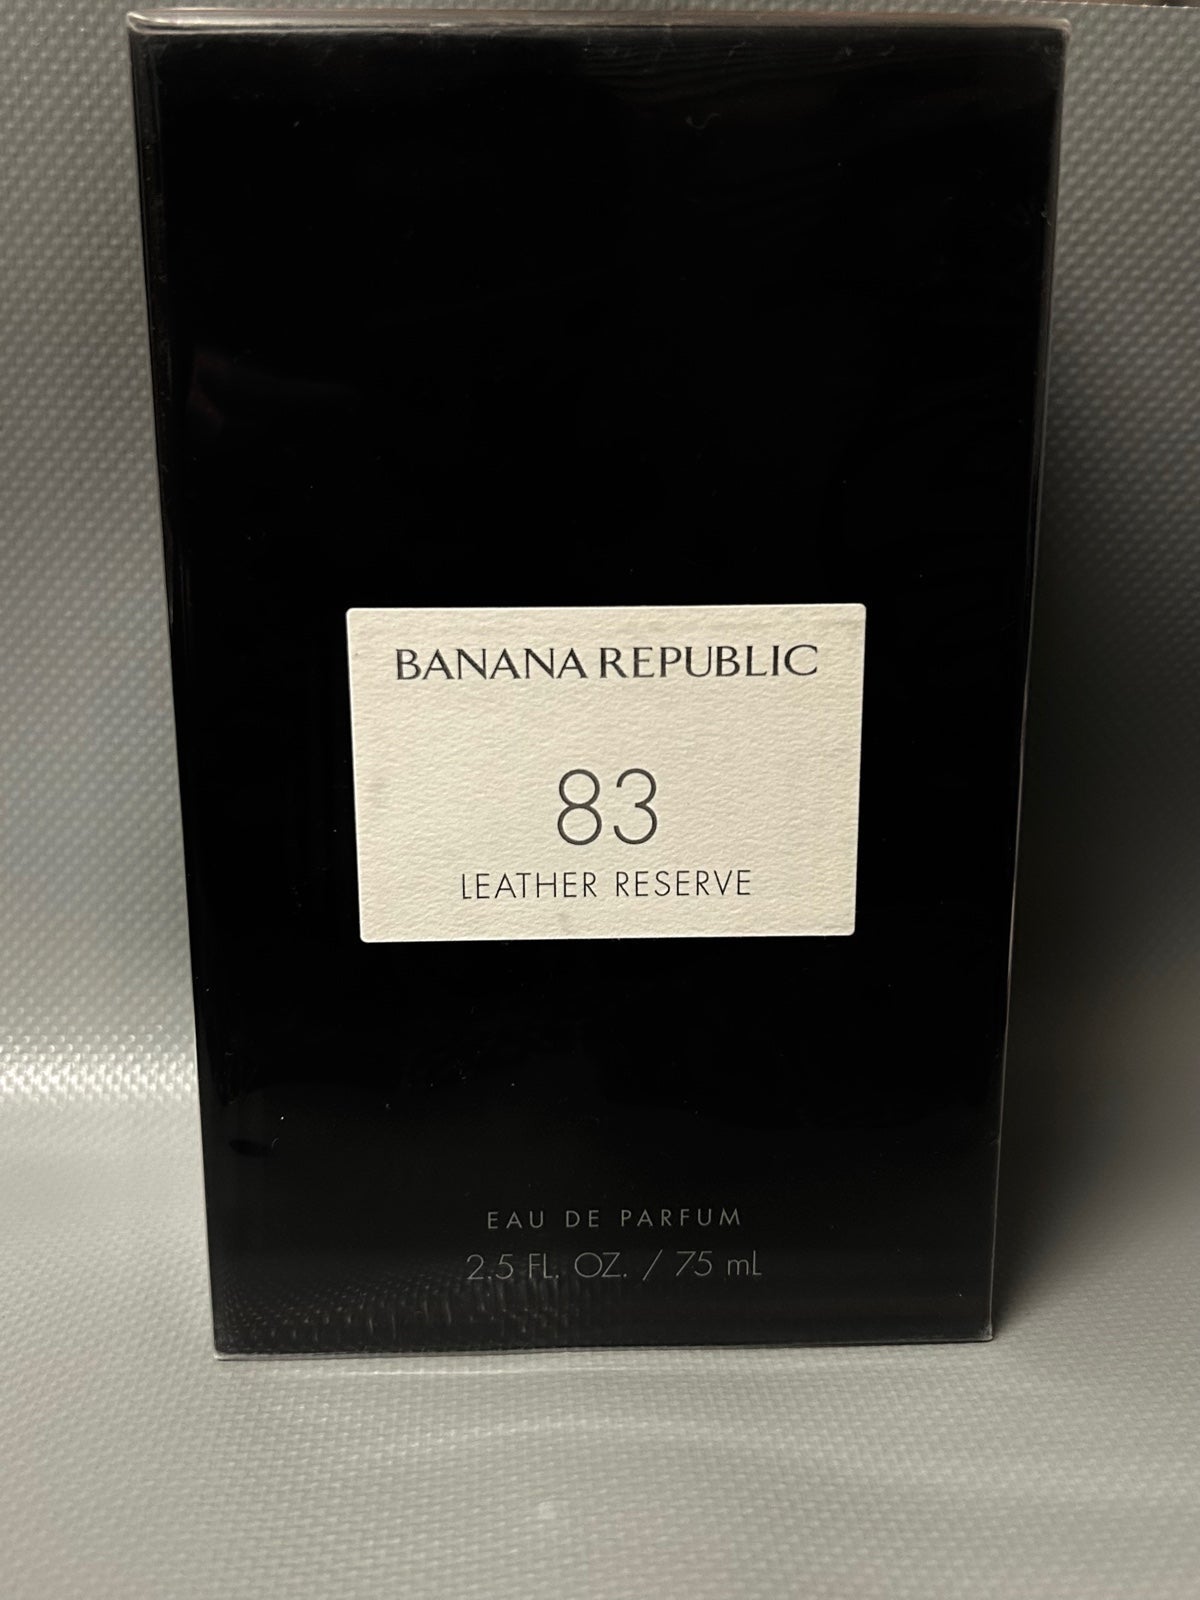 BANANA REPUBLIC
83
LEATHER RESERVE
EAU DE PARFUM
2.5 FL. OZ. / 75 mL